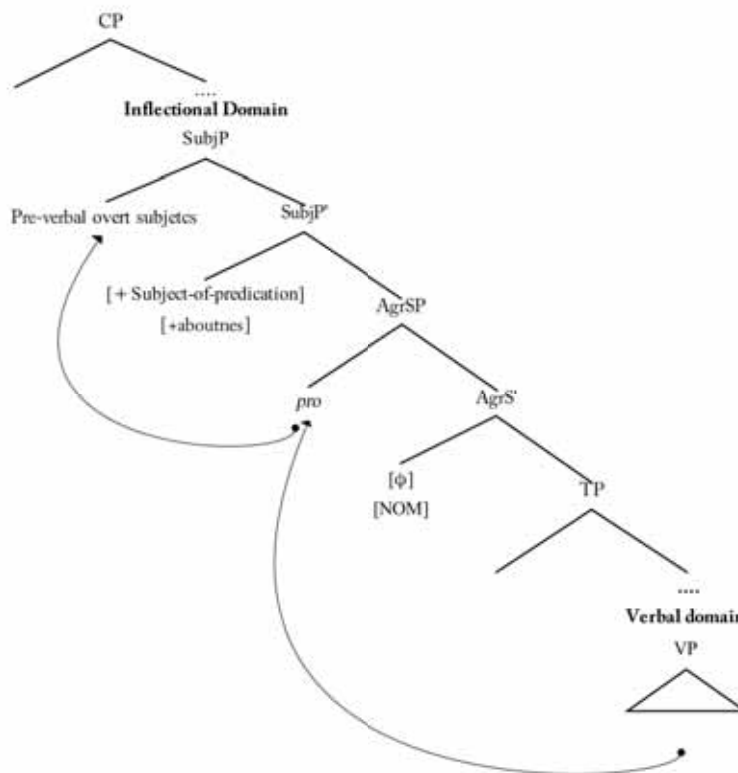 CP
....
Inflectional Domain
SubjP
Pre-verbal overt subjetcs
SubjP'
[+ Subject-of-predication]
[+aboutnes]
AgrSP
pro
AgrS'
[ϕ]
[NOM]
TP
....
Verbal domain
VP